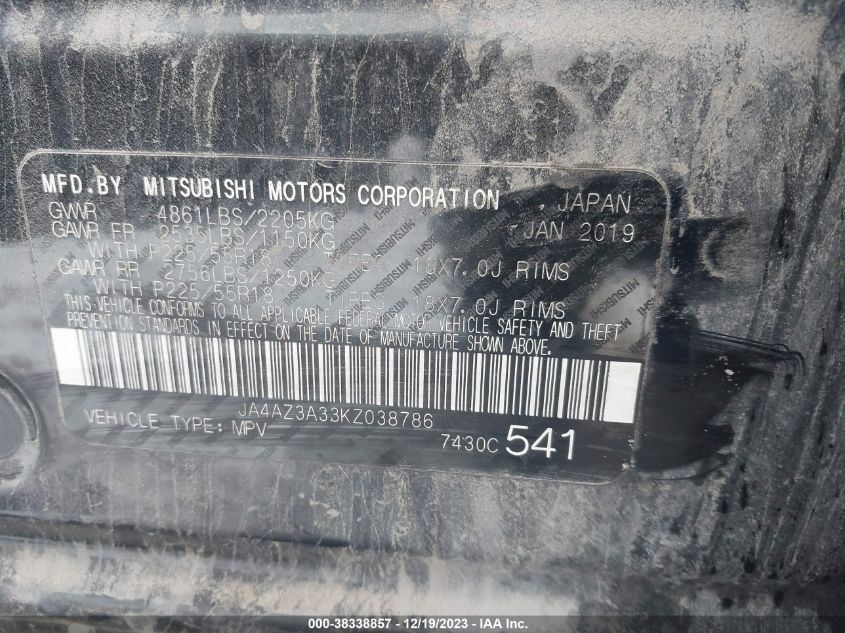 MFD.BY MITSUBISHI MOTORS CORPORATION JAPAN
GVWR 4861LBS/2205KG JAN 2019
GAWR FR 2535LBS/1150KG
WITH P225/55R18 TIRES 18X7.0J RIMS
GAWR RR 2756LBS/1250KG
WITH P225/55R18 TIRES 18X7.0J RIMS
THIS VEHICLE CONFORMS TO ALL APPLICABLE FEDERAL MOTOR VEHICLE SAFETY AND THEFT
PREVENTION STANDARDS IN EFFECT ON THE DATE OF MANUFACTURE SHOWN ABOVE.
JA4AZ3A33KZ038786
VEHICLE TYPE: MPV 7430C 541
000-38338857 - 12/19/2023 - IAA Inc.